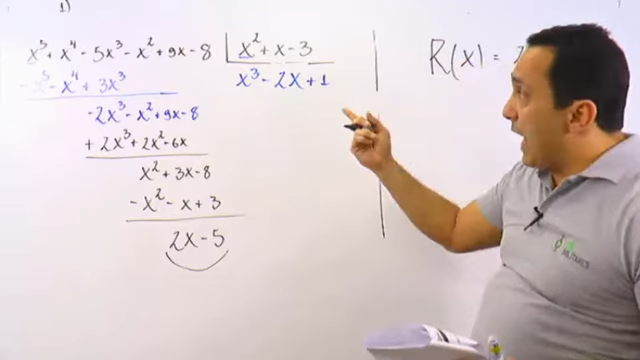 1)
x⁵ + x⁴ - 5x³ - x² + 9x - 8 | x² + x - 3
- x⁵ - x⁴ + 3x³
x³ - 2x + 1
-2x³ - x² + 9x - 8
+ 2x³ + 2x² - 6x
x² + 3x - 8
- x² - x + 3
2x - 5
R(x) =